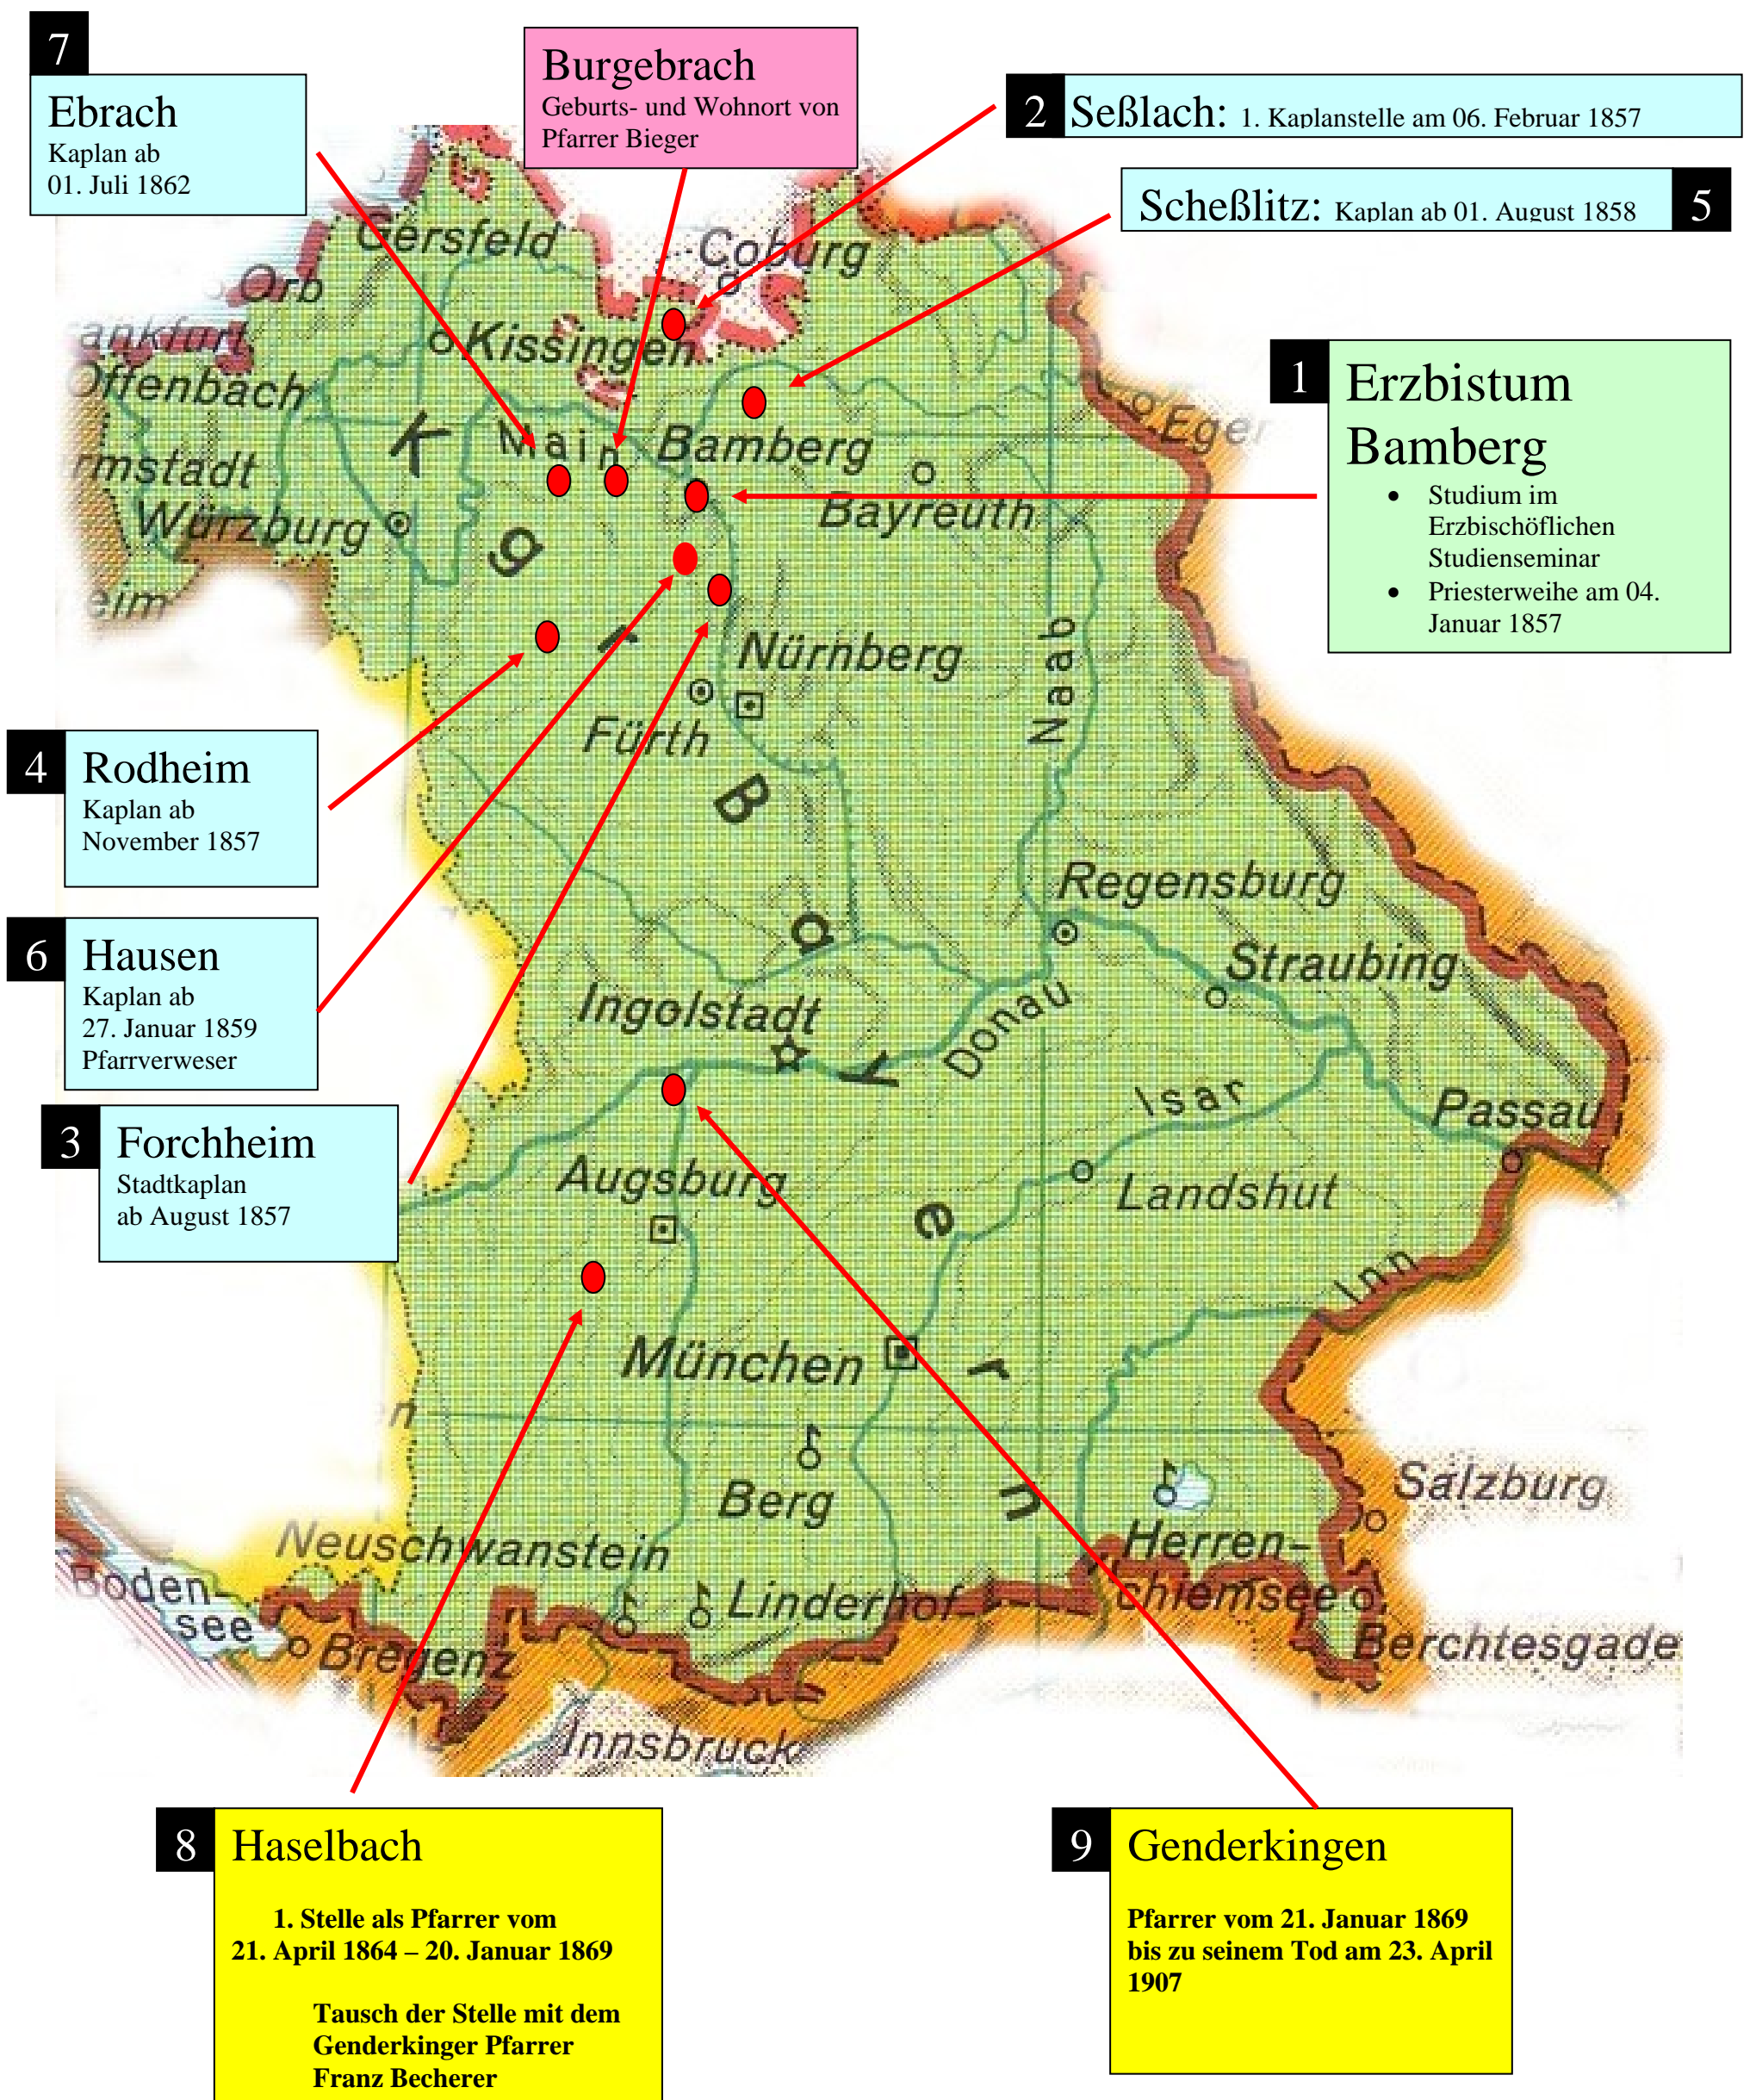 7
Ebrach
Kaplan ab
01. Juli 1862
Burgebrach
Geburts- und Wohnort von
Pfarrer Bieger
2 Seßlach: 1. Kaplanstelle am 06. Februar 1857
Scheßlitz: Kaplan ab 01. August 1858 5
1
Erzbistum
Bamberg
• Studium im
Erzbischöflichen
Studienseminar
• Priesterweihe am 04.
Januar 1857
4
Rodheim
Kaplan ab
November 1857
6
Hausen
Kaplan ab
27. Januar 1859
Pfarrverweser
3
Forchheim
Stadtkaplan
ab August 1857
8
Haselbach
1. Stelle als Pfarrer vom
21. April 1864 – 20. Januar 1869
Tausch der Stelle mit dem
Genderkinger Pfarrer
Franz Becherer
9
Genderkingen
Pfarrer vom 21. Januar 1869
bis zu seinem Tod am 23. April
1907
Gersfeld
Coburg
Orb
ankfurt
Kissingen
Offenbach
Eger
Main
Bamberg
rmstadt
Bayreuth
Würzburg
eim
Nürnberg
Naab
Fürth
Kgr. Bayern
Regensburg
Straubing
Ingolstadt
Donau
Isar
Passau
Augsburg
Landshut
Inn
München
n
Berg
Salzburg
Neuschwanstein
Herren-
chiemsee
Boden-
see
Linderhof
Bregenz
Berchtesgade
Innsbruck